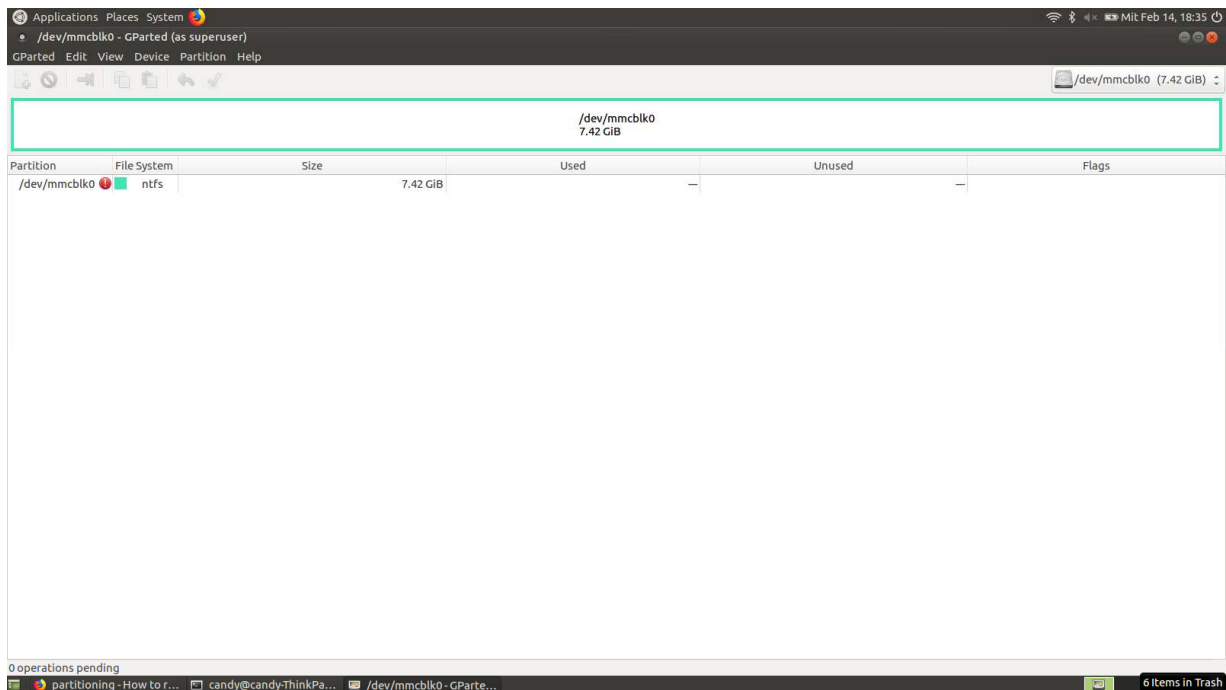 Applications Places System
Mit Feb 14, 18:35
/dev/mmcblk0 - GParted (as superuser)
GParted Edit View Device Partition Help
/dev/mmcblk0 (7.42 GiB)
/dev/mmcblk0
7.42 GiB
Partition File System Size Used Unused Flags
/dev/mmcblk0 ntfs 7.42 GiB — —
0 operations pending
partitioning - How to r... candy@candy-ThinkPa... /dev/mmcblk0 - GParte... 6 Items in Trash